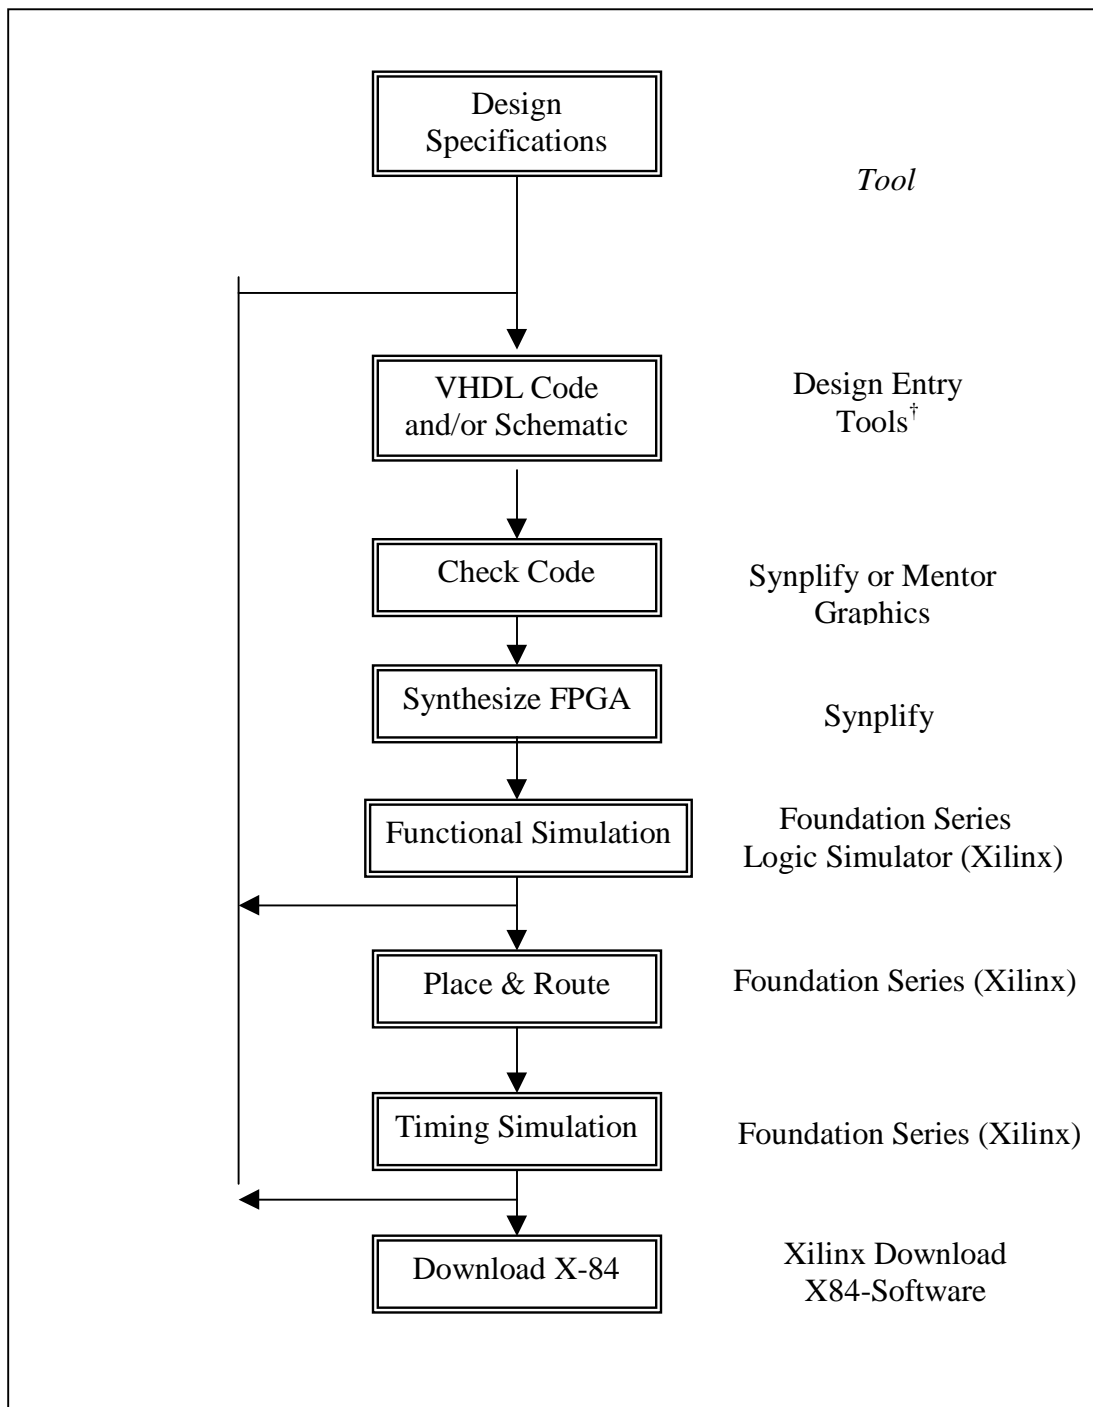 Design
Specifications
Tool
VHDL Code
and/or Schematic
Design Entry
Tools†
Check Code
Synplify or Mentor
Graphics
Synthesize FPGA
Synplify
Functional Simulation
Foundation Series
Logic Simulator (Xilinx)
Place & Route
Foundation Series (Xilinx)
Timing Simulation
Foundation Series (Xilinx)
Download X-84
Xilinx Download
X84-Software